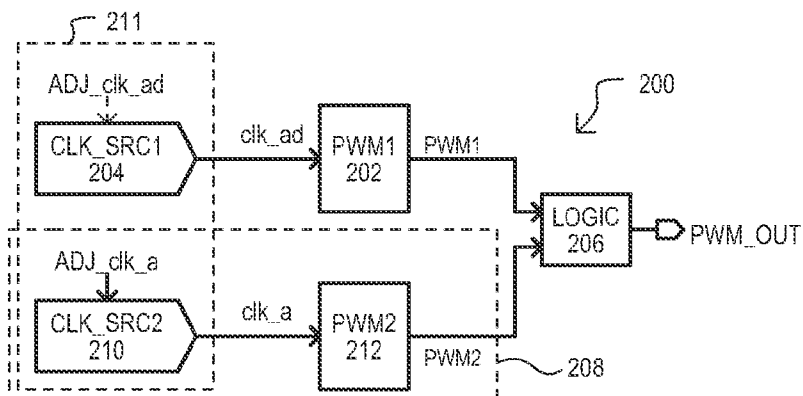 211
ADJ_clk_ad
CLK_SRC1
204
clk_ad
PWM1
202
PWM1
200
LOGIC
206
PWM_OUT
ADJ_clk_a
CLK_SRC2
210
clk_a
PWM2
212
PWM2
208